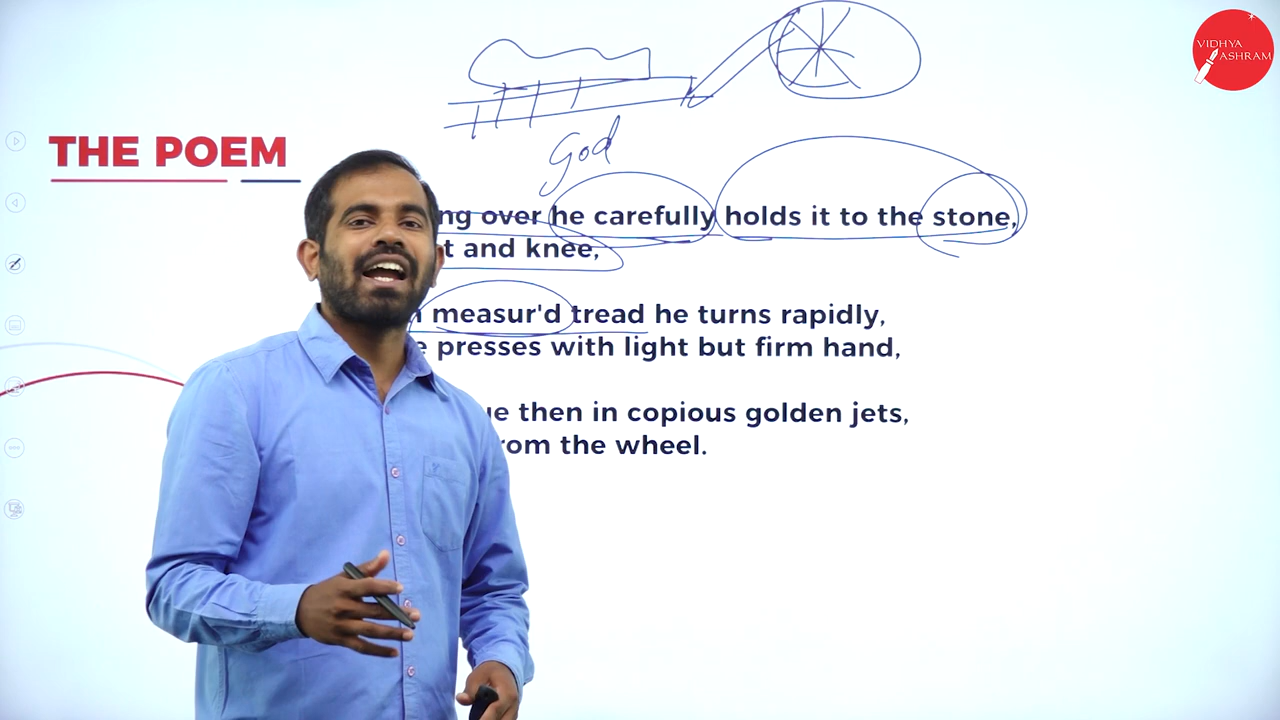 VIDHYA
ASHRAM
God
THE POEM
ng over he carefully holds it to the stone,
t and knee,
measur'd tread he turns rapidly,
e presses with light but firm hand,
ue then in copious golden jets,
rom the wheel.